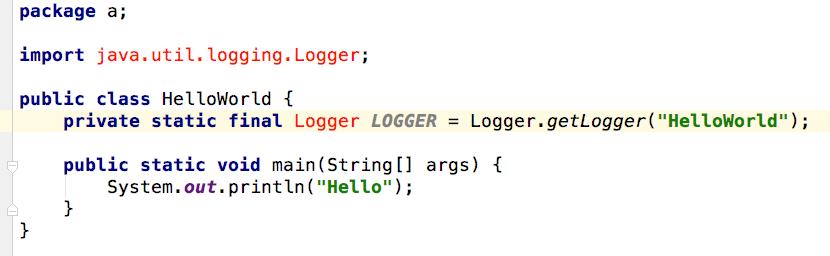 package a;
import java.util.logging.Logger;
public class HelloWorld {
    private static final Logger LOGGER = Logger.getLogger("HelloWorld");
    public static void main(String[] args) {
        System.out.println("Hello");
    }
}